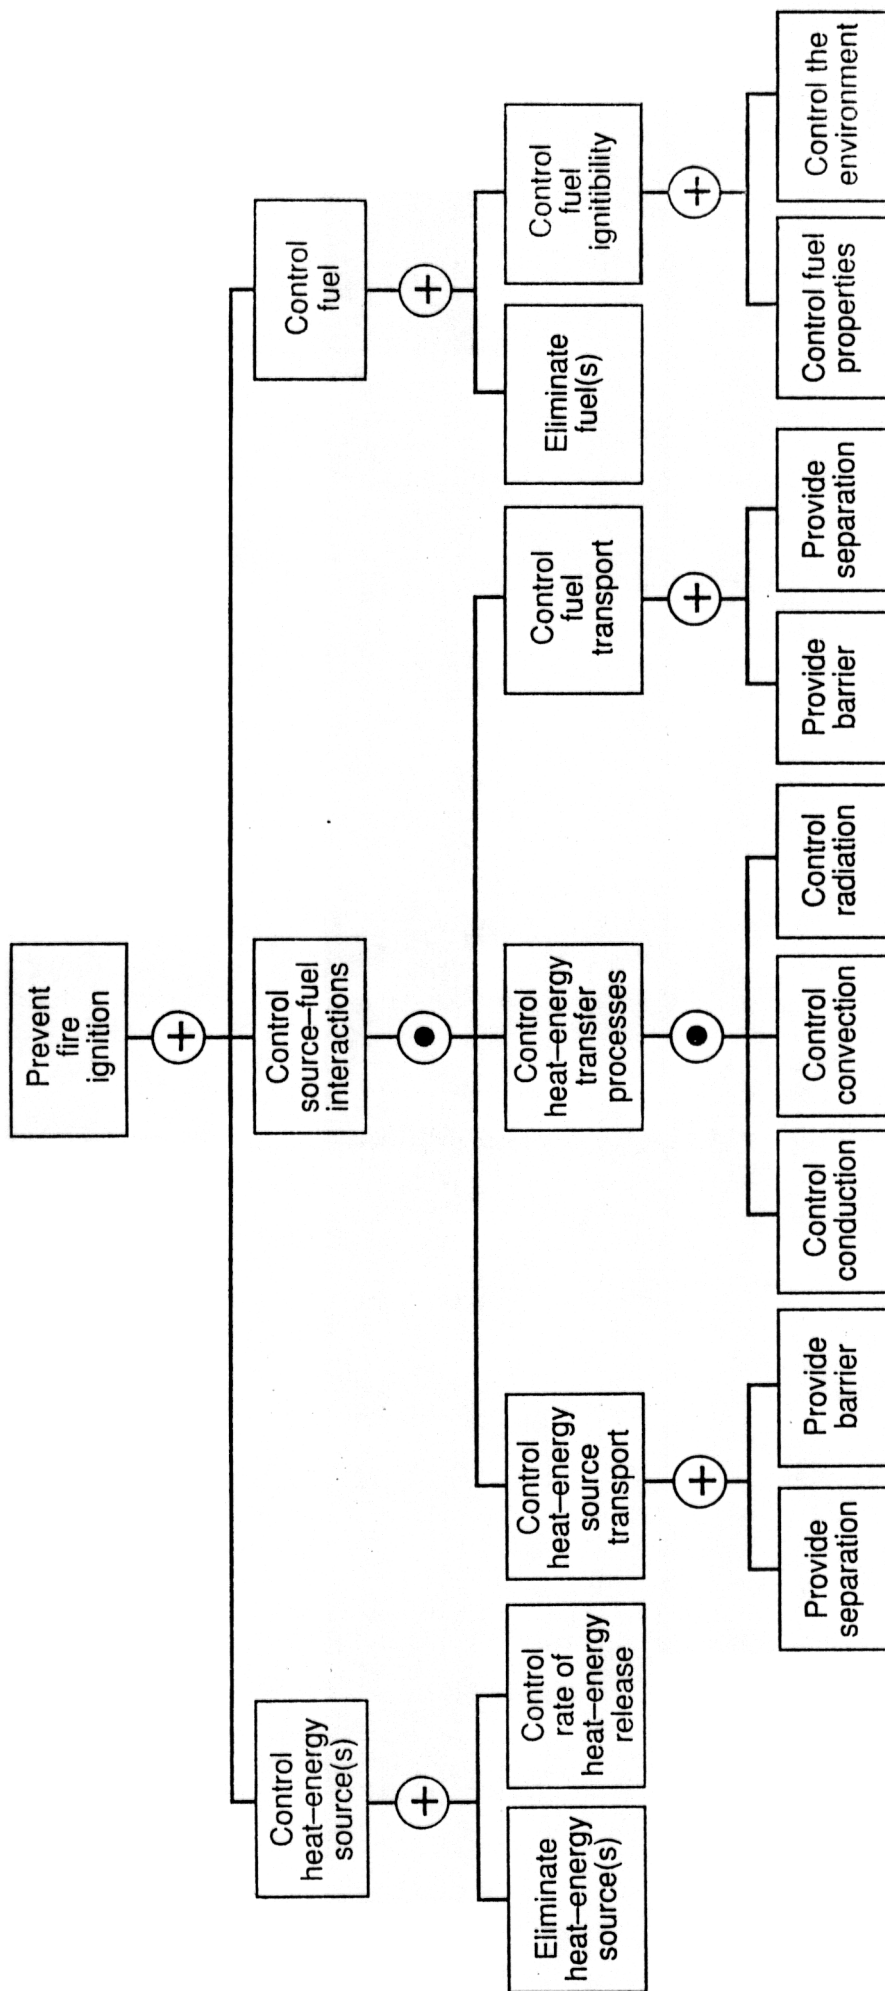 Prevent
fire
ignition
+
Control
heat–energy
source(s)
Control
source–fuel
interactions
Control
fuel
+
+
Eliminate
heat–energy
source(s)
Control
rate of
heat–energy
release
Control
heat–energy
source
transport
Control
heat–energy
transfer
processes
Control
fuel
transport
Eliminate
fuel(s)
Control
fuel
ignitibility
+
+
+
Provide
separation
Provide
barrier
Control
conduction
Control
convection
Control
radiation
Provide
barrier
Provide
separation
Control fuel
properties
Control the
environment